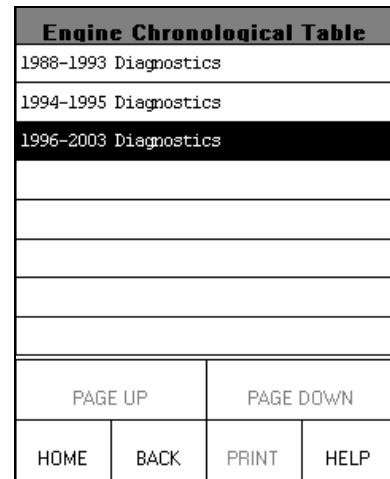 Engine Chronological Table
1988-1993 Diagnostics
1994-1995 Diagnostics
1996-2003 Diagnostics
PAGE UP PAGE DOWN
HOME BACK PRINT HELP